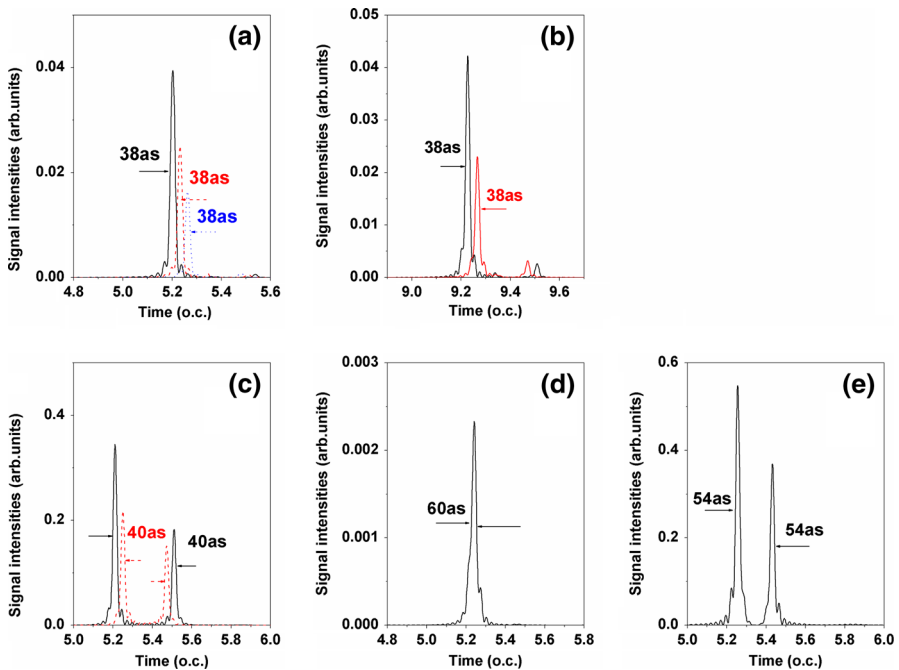 (a)
Signal intensities (arb.units)
0.04
0.02
0.00
38as
38as
38as
4.8 5.0 5.2 5.4 5.6
Time (o.c.)
(b)
Signal intensities (arb.units)
0.05
0.04
0.03
0.02
0.01
0.00
38as
38as
9.0 9.2 9.4 9.6
Time (o.c.)
(c)
Signal intensities (arb.units)
0.4
0.2
0.0
40as
40as
5.0 5.2 5.4 5.6 5.8 6.0
Time (o.c.)
(d)
Signal intensities (arb.units)
0.003
0.002
0.001
0.000
60as
4.8 5.0 5.2 5.4 5.6 5.8
Time (o.c.)
(e)
Signal intensities (arb.units)
0.6
0.4
0.2
0.0
54as
54as
5.0 5.2 5.4 5.6 5.8 6.0
Time (o.c.)